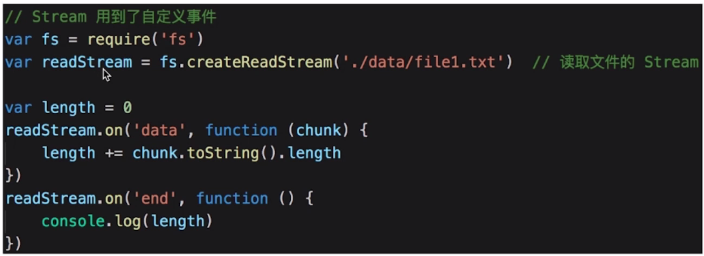 // Stream 用到了自定义事件
var fs = require('fs')
var readStream = fs.createReadStream('./data/file1.txt')  // 读取文件的 Stream
var length = 0
readStream.on('data', function (chunk) {
    length += chunk.toString().length
})
readStream.on('end', function () {
    console.log(length)
})